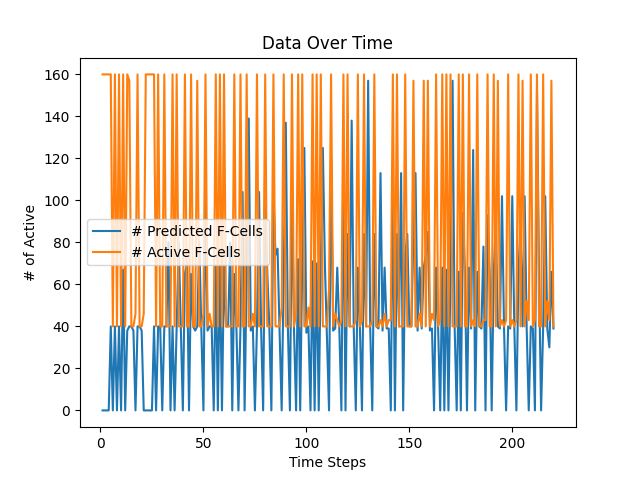 Data Over Time
160
140
120
100
80
60
40
20
0
# of Active
# Predicted F-Cells
# Active F-Cells
0 50 100 150 200
Time Steps